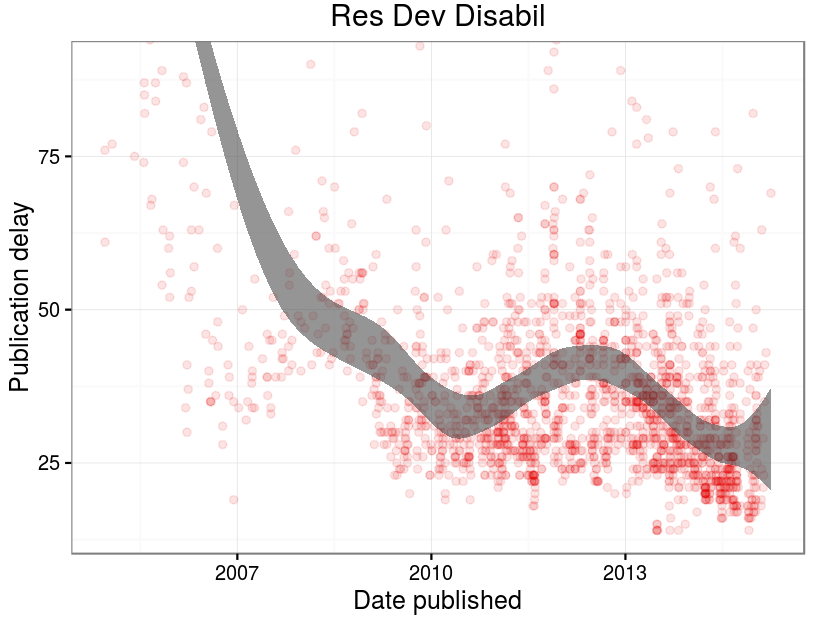 Res Dev Disabil
Publication delay
75
50
25
2007
2010
2013
Date published